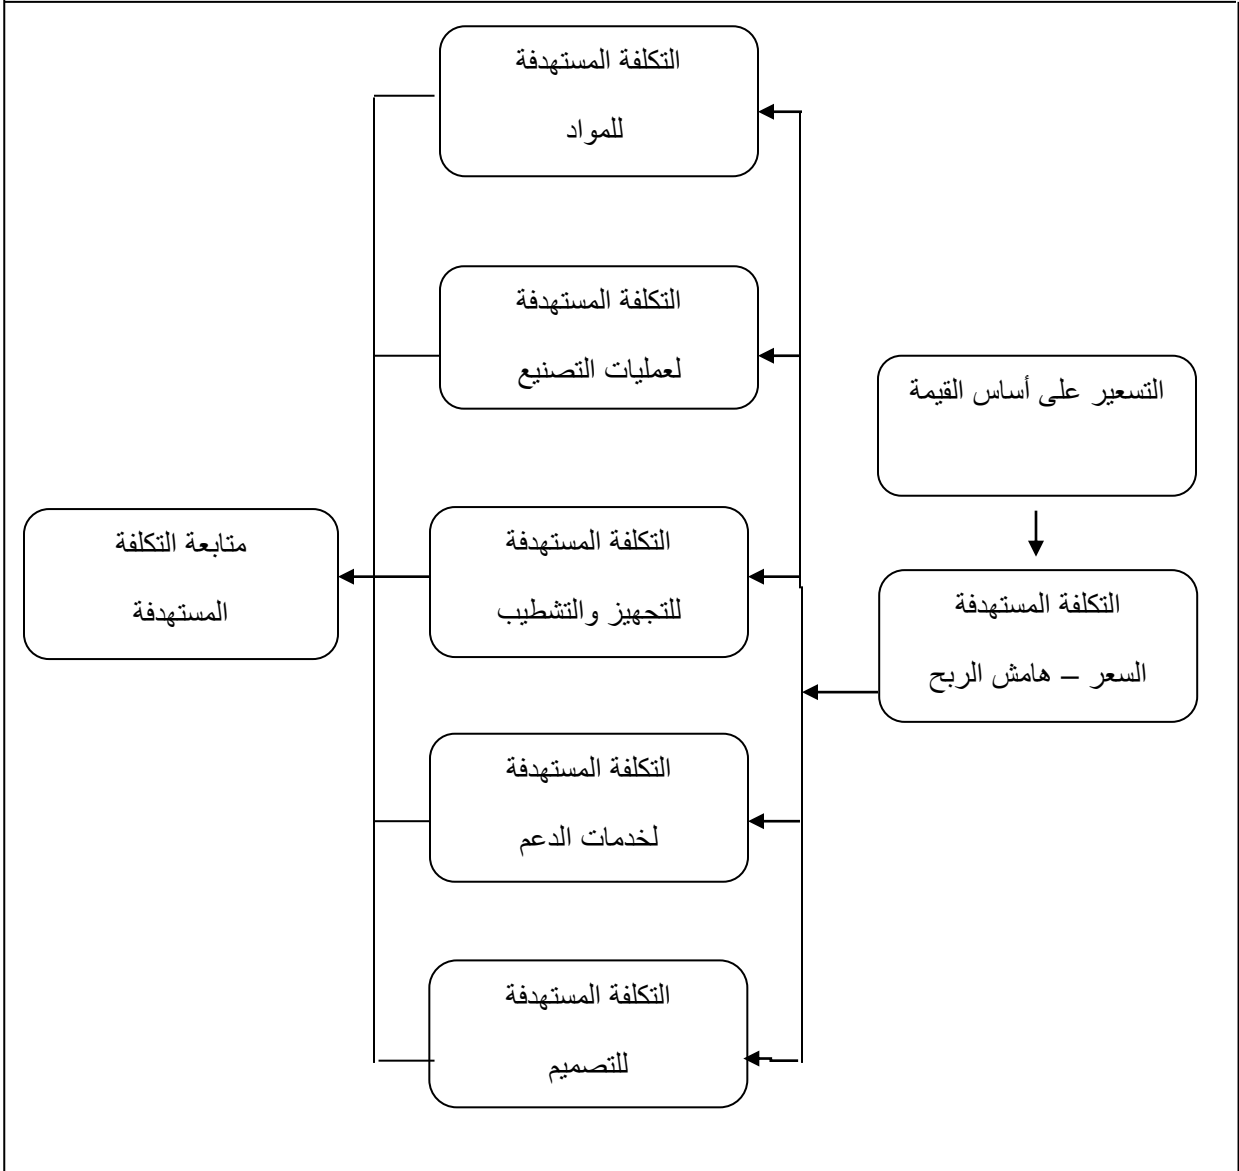 التكلفة المستهدفة
للمواد
التكلفة المستهدفة
لعمليات التصنيع
التسعير على أساس القيمة
التكلفة المستهدفة
للتجهيز والتشطيب
متابعة التكلفة
المستهدفة
التكلفة المستهدفة
السعر – هامش الربح
التكلفة المستهدفة
لخدمات الدعم
التكلفة المستهدفة
للتصميم